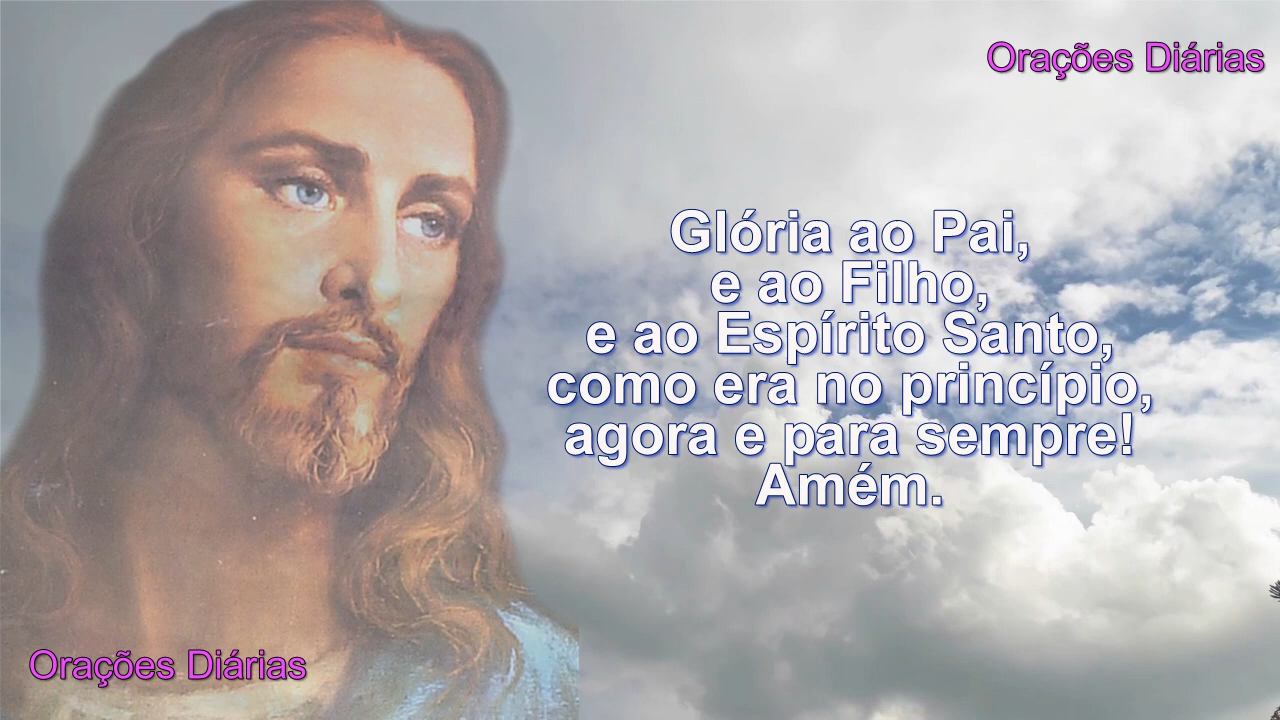 Orações Diárias
Glória ao Pai,
e ao Filho,
e ao Espírito Santo,
como era no princípio,
agora e para sempre!
Amém.
Orações Diárias